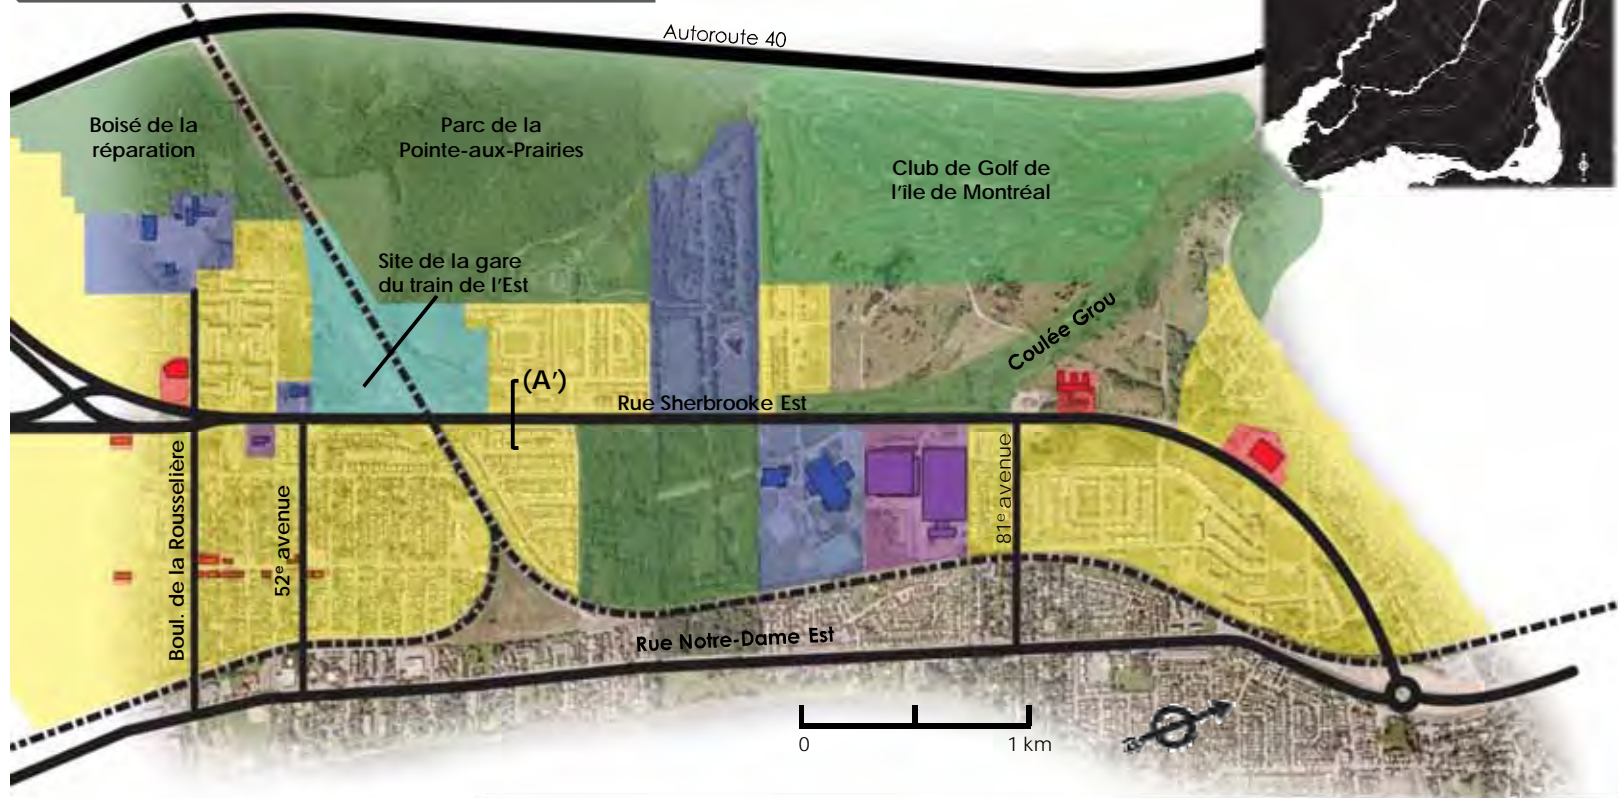 Autoroute 40
Boisé de la
réparation
Parc de la
Pointe-aux-Prairies
Club de Golf de
l'île de Montréal
Site de la gare
du train de l'Est
Coulée Grou
(A')
Rue Sherbrooke Est
Boul. de la Rousselière
52e avenue
81e avenue
Rue Notre-Dame Est
0 1 km